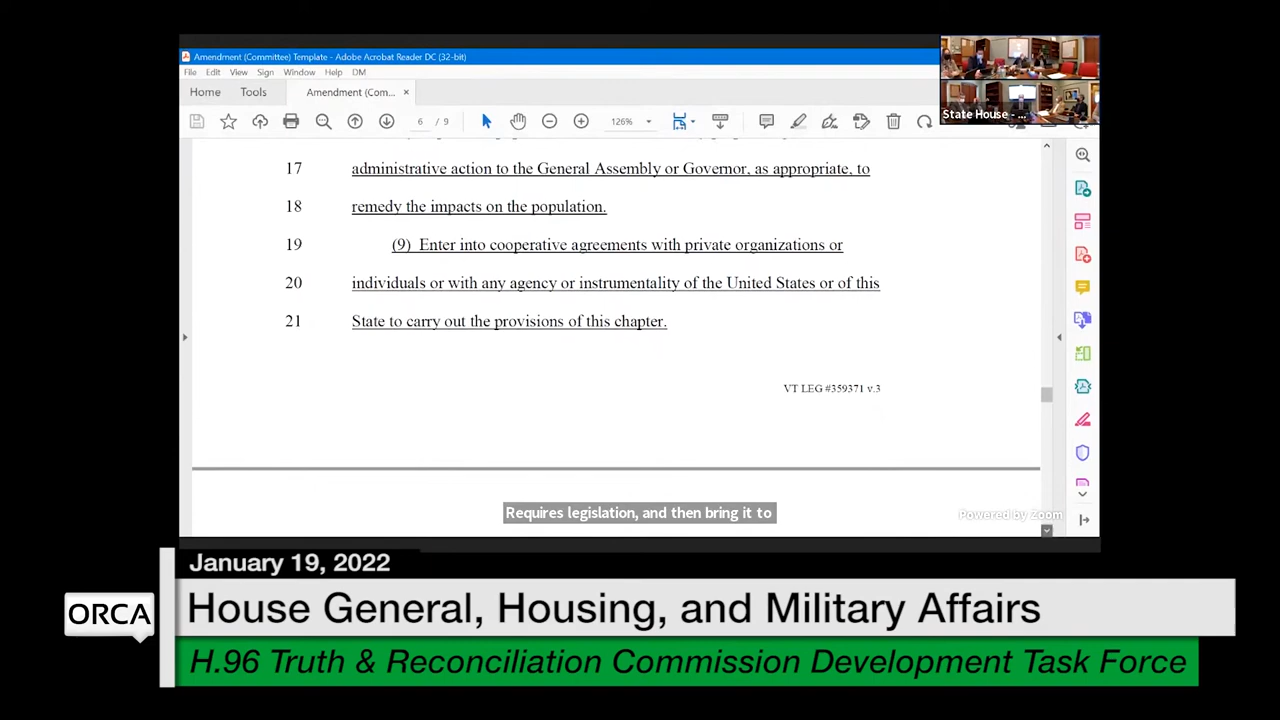 Amendment (Committee) Template - Adobe Acrobat Reader DC (32-bit)
File Edit View Sign Window Help DM
Home Tools Amendment (Com... ×
6 / 9 126%
State House - ...
17 administrative action to the General Assembly or Governor, as appropriate, to
18 remedy the impacts on the population.
19 (9) Enter into cooperative agreements with private organizations or
20 individuals or with any agency or instrumentality of the United States or of this
21 State to carry out the provisions of this chapter.
VT LEG #359371 v.3
Requires legislation, and then bring it to
Powered by Zoom
January 19, 2022
ORCA
House General, Housing, and Military Affairs
H.96 Truth & Reconciliation Commission Development Task Force